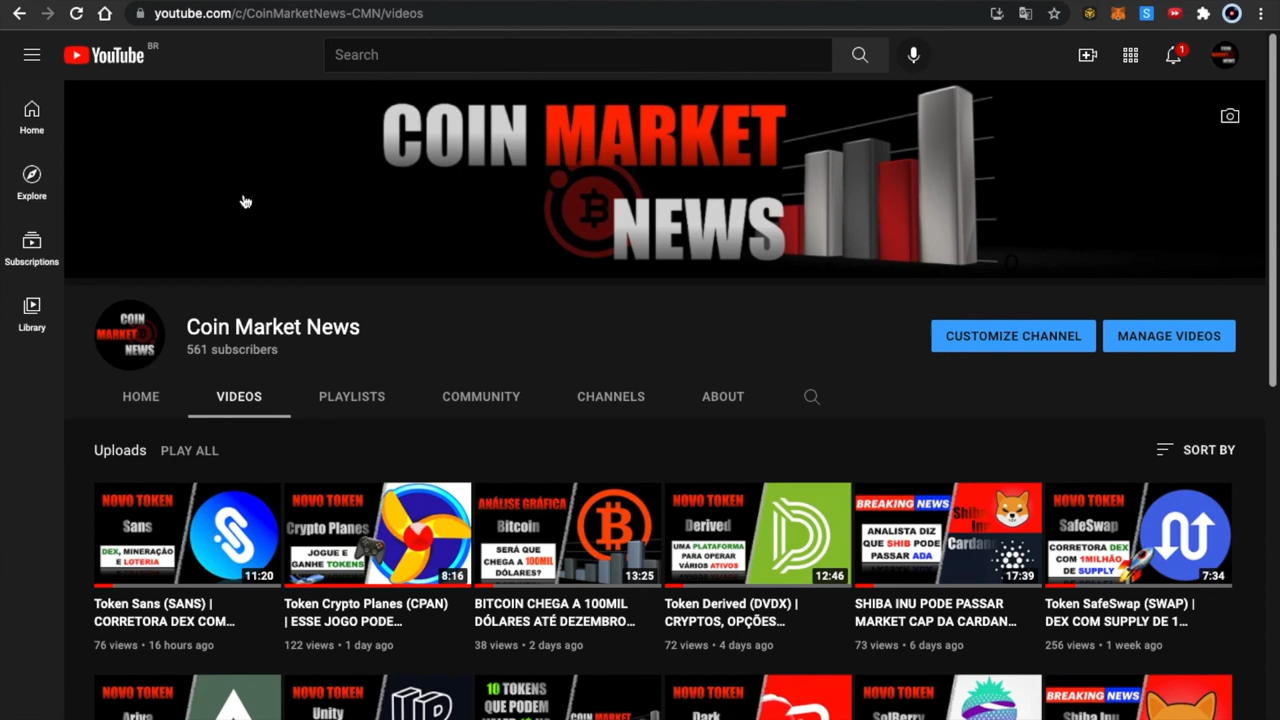 youtube.com/c/CoinMarketNews-CMN/videos
YouTube
BR
Search
1
Home
Explore
Subscriptions
Library
COIN MARKET
NEWS
COIN
MARKET
NEWS
Coin Market News
561 subscribers
CUSTOMIZE CHANNEL
MANAGE VIDEOS
HOME
VIDEOS
PLAYLISTS
COMMUNITY
CHANNELS
ABOUT
Uploads
PLAY ALL
SORT BY
NOVO TOKEN
Sans
DEX, MINERAÇÃO
E LOTERIA
11:20
Token Sans (SANS) |
CORRETORA DEX COM...
76 views • 16 hours ago
NOVO TOKEN
Crypto Planes
JOGUE E
GANHE TOKENS
8:16
Token Crypto Planes (CPAN)
| ESSE JOGO PODE...
122 views • 1 day ago
ANÁLISE GRÁFICA
Bitcoin
SERÁ QUE
CHEGA A 100MIL
DÓLARES?
13:25
BITCOIN CHEGA A 100MIL
DÓLARES ATÉ DEZEMBRO...
38 views • 2 days ago
NOVO TOKEN
Derived
UMA PLATAFORMA
PARA OPERAR
VÁRIOS ATIVOS
12:46
Token Derived (DVDX) |
CRYPTOS, OPÇÕES...
72 views • 4 days ago
BREAKING NEWS
Shiba
Inu
Cardano
ANALISTA DIZ
QUE SHIB PODE
PASSAR ADA
17:39
SHIBA INU PODE PASSAR
MARKET CAP DA CARDAN...
73 views • 6 days ago
NOVO TOKEN
SafeSwap
CORRETORA DEX
COM 1MILHÃO
DE SUPPLY
7:34
Token SafeSwap (SWAP) |
DEX COM SUPPLY DE 1...
256 views • 1 week ago
NOVO TOKEN
NOVO TOKEN
Unity
10 TOKENS
QUE PODEM
COIN
NOVO TOKEN
Dark
NOVO TOKEN
SolBerry
BREAKING NEWS
Shiba Inu